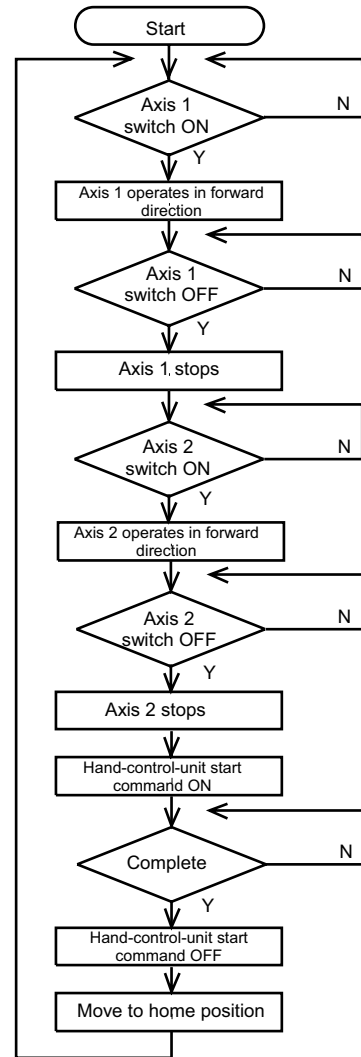 Start
Axis 1
switch ON
N
Y
Axis 1 operates in forward
direction
Axis 1
switch OFF
N
Y
Axis 1 stops
Axis 2
switch ON
N
Y
Axis 2 operates in forward
direction
Axis 2
switch OFF
N
Y
Axis 2 stops
Hand-control-unit start
command ON
Complete
N
Y
Hand-control-unit start
command OFF
Move to home position